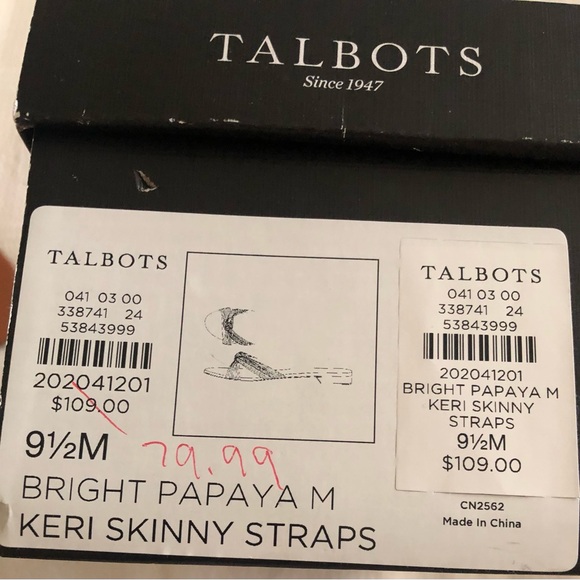 TALBOTS
Since 1947
TALBOTS
041 03 00
338741 24
53843999
202041201
$109.00
9½M
79.99
BRIGHT PAPAYA M
KERI SKINNY STRAPS
TALBOTS
041 03 00
338741 24
53843999
202041201
BRIGHT PAPAYA M
KERI SKINNY
STRAPS
9½M
$109.00
CN2562
Made In China